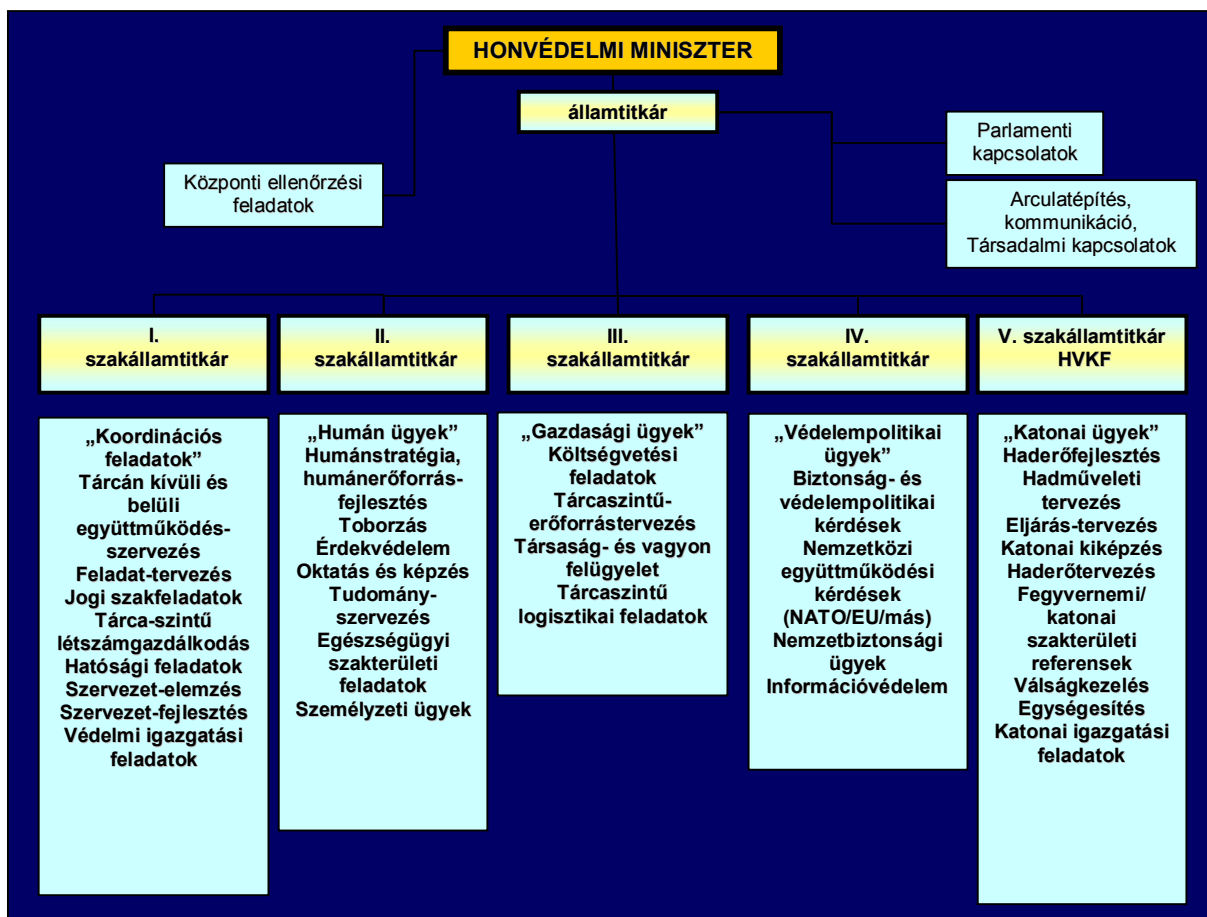 HONVÉDELMI MINISZTER
államtitkár
Parlamenti
kapcsolatok
Központi ellenőrzési
feladatok
Arculatépítés,
kommunikáció,
Társadalmi kapcsolatok
I.
szakállamtitkár
II.
szakállamtitkár
III.
szakállamtitkár
IV.
szakállamtitkár
V. szakállamtitkár
HVKF
„Koordinációs
feladatok”
Tárcán kívüli és
belüli
együttműködés-
szervezés
Feladat-tervezés
Jogi szakfeladatok
Tárca-szintű
létszámgazdálkodás
Hatósági feladatok
Szervezet-elemzés
Szervezet-fejlesztés
Védelmi igazgatási
feladatok
„Humán ügyek”
Humánstratégia,
humánerőforrás-
fejlesztés
Toborzás
Érdekvédelem
Oktatás és képzés
Tudomány-
szervezés
Egészségügyi
szakterületi
feladatok
Személyzeti ügyek
„Gazdasági ügyek”
Költségvetési
feladatok
Tárcaszintű-
erőforrástervezés
Társaság- és vagyon
felügyelet
Tárcaszintű
logisztikai feladatok
„Védelempolitikai
ügyek”
Biztonság- és
védelempolitikai
kérdések
Nemzetközi
együttműködési
kérdések
(NATO/EU/más)
Nemzetbiztonsági
ügyek
Információvédelem
„Katonai ügyek”
Haderőfejlesztés
Hadműveleti
tervezés
Eljárás-tervezés
Katonai kiképzés
Haderőtervezés
Fegyvernemi/
katonai
szakterületi
referensek
Válságkezelés
Egységesítés
Katonai igazgatási
feladatok